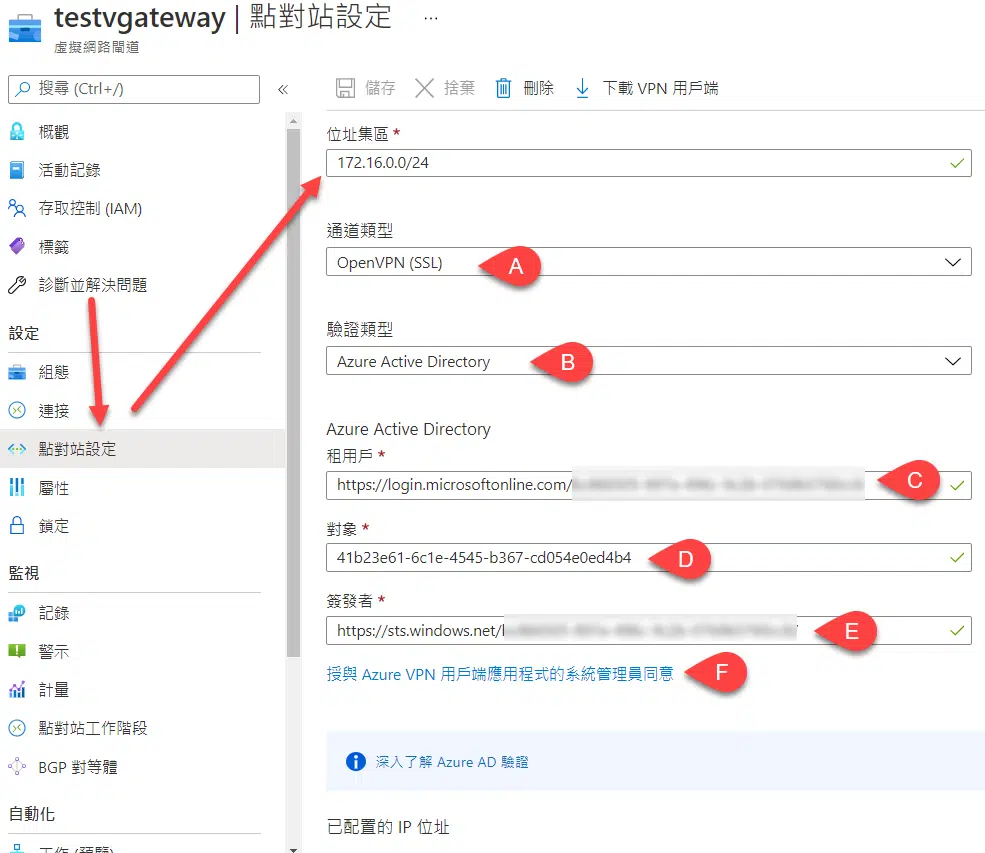 testvgateway | 點對站設定 ...
虛擬網路閘道
搜尋 (Ctrl+/)
«
概觀
活動記錄
存取控制 (IAM)
標籤
診斷並解決問題
設定
組態
連接
點對站設定
屬性
鎖定
監視
記錄
警示
計量
點對站工作階段
BGP 對等體
自動化
工作 (預覽)
儲存 捨棄 刪除 下載 VPN 用戶端
位址集區 *
172.16.0.0/24
通道類型
OpenVPN (SSL)
A
驗證類型
Azure Active Directory
B
Azure Active Directory
租用戶 *
https://login.microsoftonline.com/
C
對象 *
41b23e61-6c1e-4545-b367-cd054e0ed4b4
D
簽發者 *
https://sts.windows.net/
E
授與 Azure VPN 用戶端應用程式的系統管理員同意
F
深入了解 Azure AD 驗證
已配置的 IP 位址